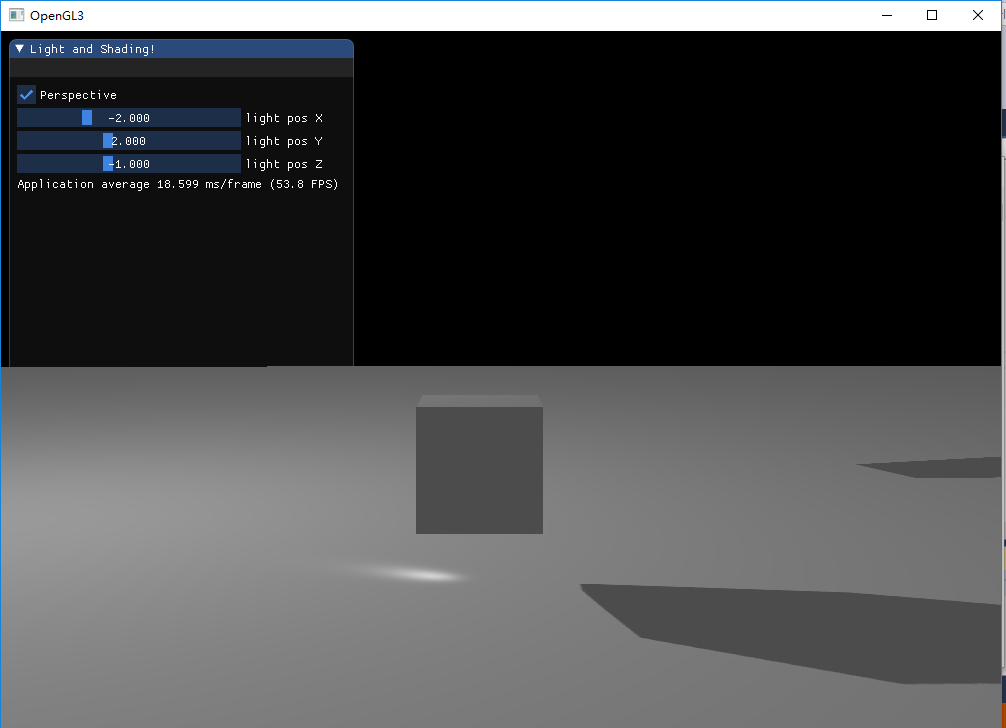 OpenGL3
Light and Shading!
Perspective
-2.000 light pos X
2.000 light pos Y
-1.000 light pos Z
Application average 18.599 ms/frame (53.8 FPS)